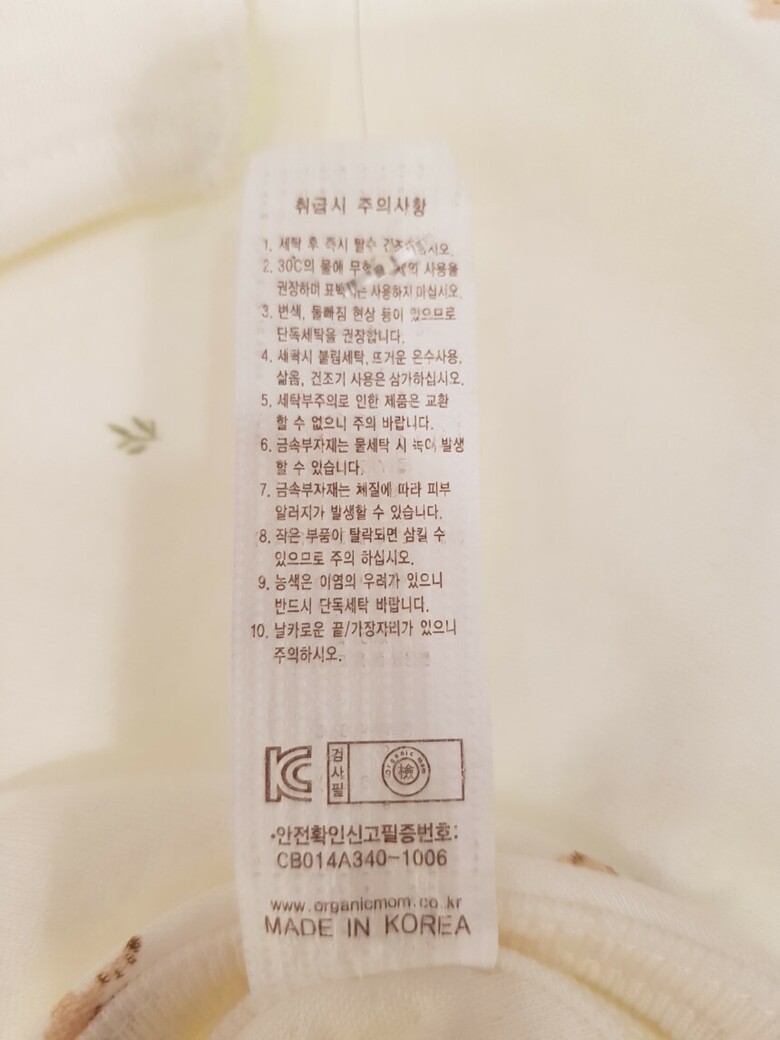 취급시 주의사항
1. 세탁 후 즉시 탈수
2. 30℃의 물에 사용을
권장하며 사용하지 마십시오.
3. 변색, 물빠짐 현상 등이 있으므로
단독세탁을 권장합니다.
4. 세탁시 불림세탁, 뜨거운 온수사용,
삶옴, 건조기 사용은 삼가하십시오.
5. 세탁부주의로 인한 제품은 교환
할 수 없으니 주의 바랍니다.
6. 금속부자재는 물세탁 시 녹이 발생
할 수 있습니다.
7. 금속부자재는 체질에 따라 피부
알러지가 발생할 수 있습니다.
8. 작은 부품이 탈락되면 삼킬 수
있으므로 주의 하십시오.
9. 농색은 이염의 우려가 있으니
반드시 단독세탁 바랍니다.
10. 날카로운 끝/가장자리가 있으니
주의하시오.
KC 검사필 organic mom 檢
•안전확인신고필증번호:
CB014A340-1006
www.organicmom.co.kr
MADE IN KOREA